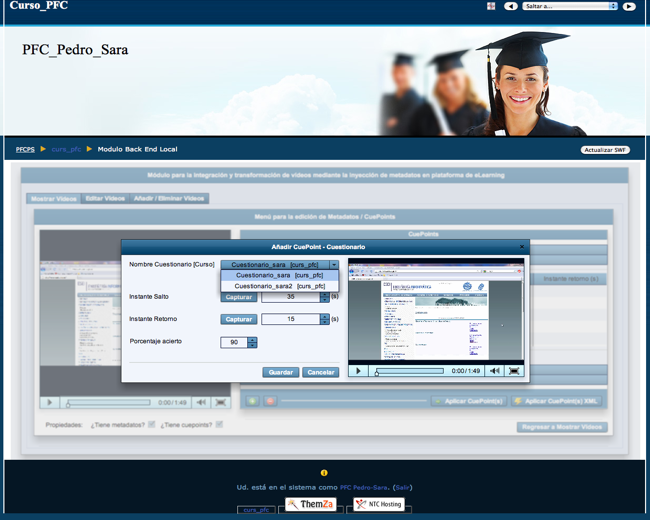 Curso_PFC
Saltar a...
PFC_Pedro_Sara
PFCPS curs_pfc Modulo Back End Local
Actualizar SWF
Módulo para la integración y transformación de vídeos mediante la inyección de metadatos en plataforma de eLearning
Mostrar Vídeos Editar Vídeos Añadir / Eliminar Vídeos
Menú para la edición de Metadatos / CuePoints
CuePoints
Añadir CuePoint - Cuestionario
Nombre Cuestionario [Curso] Cuestionario_sara [curs_pfc]
Cuestionario_sara [curs_pfc]
Cuestionario_sara2 [curs_pfc]
Instante retorno (s)
Instante Salto Capturar 35 (s)
Instante Retorno Capturar 15 (s)
Porcentaje acierto 90
0:00 / 1:49
Guardar Cancelar
0:00 / 1:49
Aplicar CuePoint(s) Aplicar CuePoint(s) XML
Propiedades: ¿Tiene metadatos? ¿Tiene cuepoints?
Regresar a Mostrar Vídeos
Ud. está en el sistema como PFC Pedro-Sara. (Salir)
curs_pfc ThemZa NTC Hosting